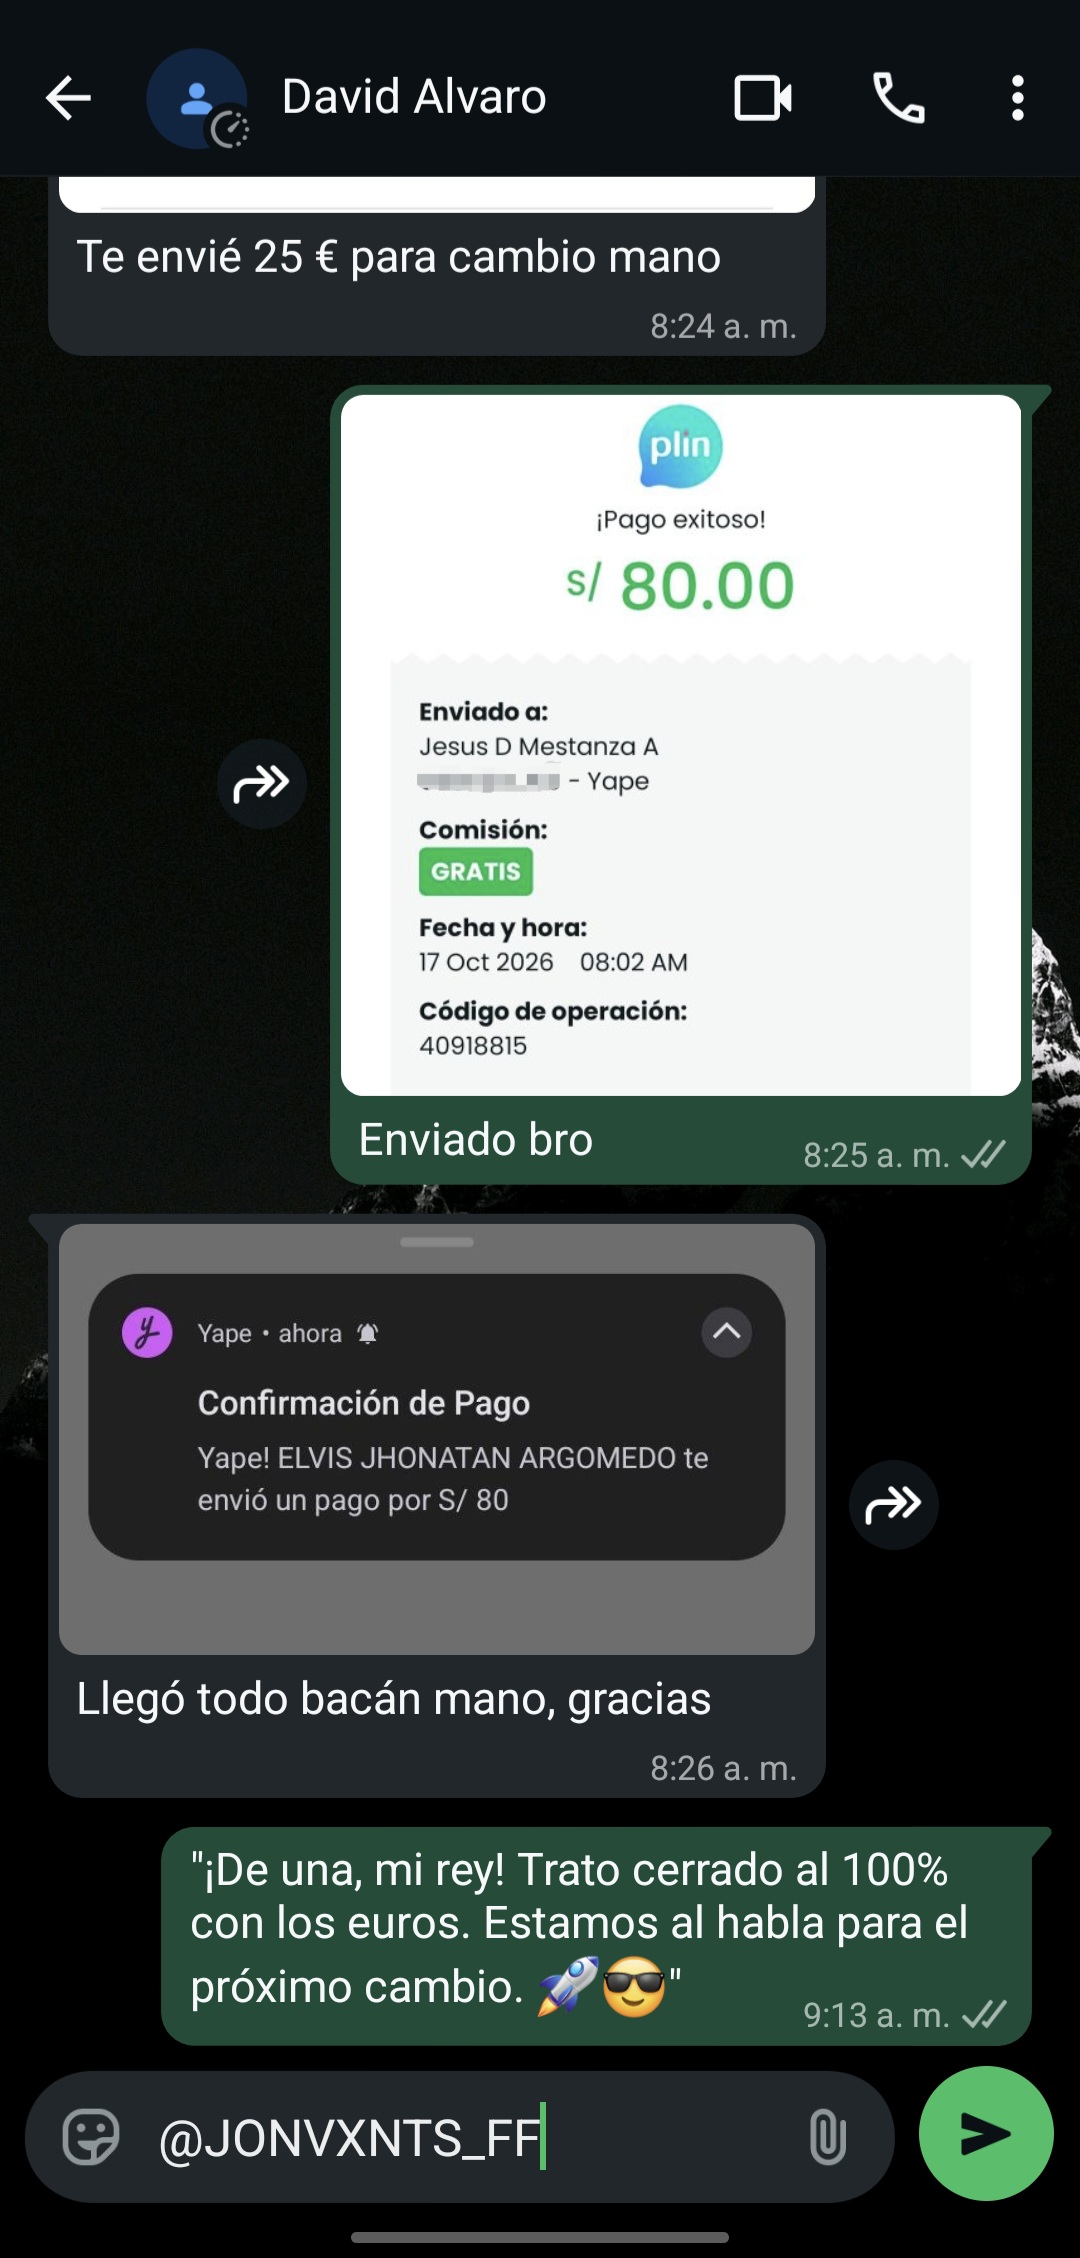 David Alvaro
Te envié 25 € para cambio mano
8:24 a. m.
plin
¡Pago exitoso!
s/ 80.00
Enviado a:
Jesus D Mestanza A
- Yape
Comisión:
GRATIS
Fecha y hora:
17 Oct 2026 08:02 AM
Código de operación:
40918815
Enviado bro
8:25 a. m.
Yape • ahora
Confirmación de Pago
Yape! ELVIS JHONATAN ARGOMEDO te
envió un pago por S/ 80
Llegó todo bacán mano, gracias
8:26 a. m.
"¡De una, mi rey! Trato cerrado al 100%
con los euros. Estamos al habla para el
próximo cambio. 🚀😎"
9:13 a. m.
@JONVXNTS_FF